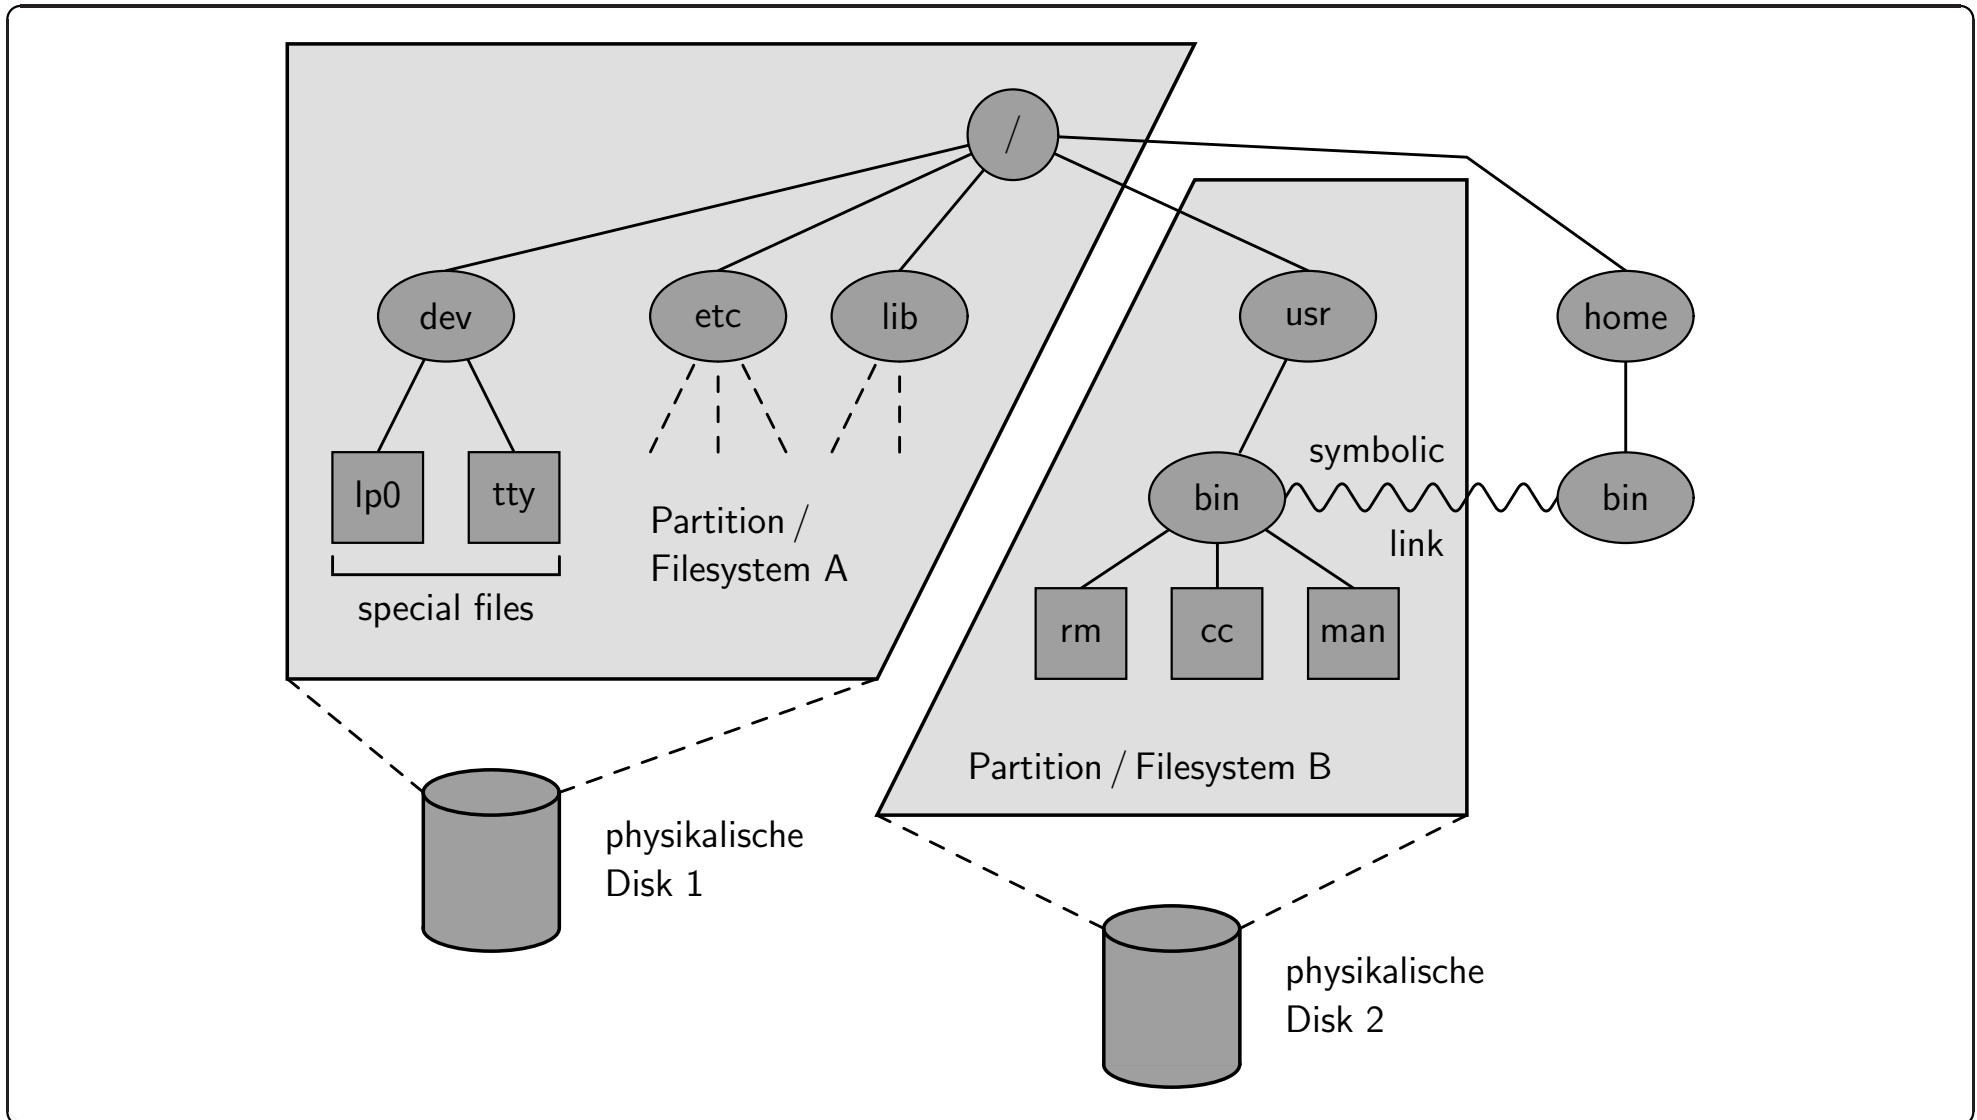 /
dev
etc
lib
usr
home
lp0
tty
symbolic
bin
bin
link
Partition /
Filesystem A
special files
rm
cc
man
Partition / Filesystem B
physikalische
Disk 1
physikalische
Disk 2